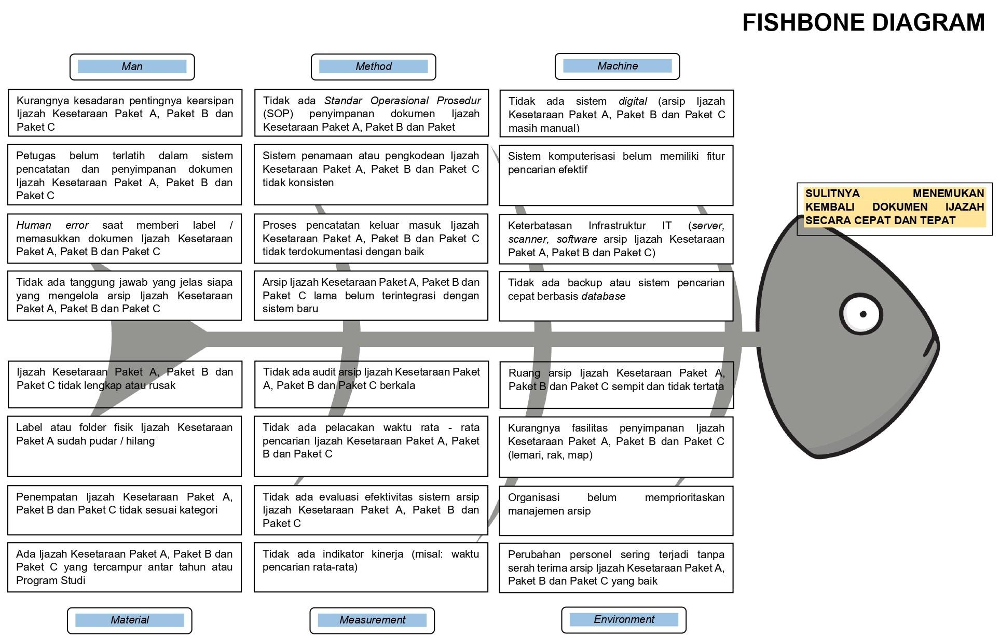 FISHBONE DIAGRAM
Man
Method
Machine
Kurangnya kesadaran pentingnya kearsipan
Ijazah Kesetaraan Paket A, Paket B dan
Paket C
Tidak ada Standar Operasional Prosedur
(SOP) penyimpanan dokumen Ijazah
Kesetaraan Paket A, Paket B dan Paket
Tidak ada sistem digital (arsip Ijazah
Kesetaraan Paket A, Paket B dan Paket C
masih manual)
Petugas belum terlatih dalam sistem
pencatatan dan penyimpanan dokumen
Ijazah Kesetaraan Paket A, Paket B dan
Paket C
Sistem penamaan atau pengkodean Ijazah
Kesetaraan Paket A, Paket B dan Paket C
tidak konsisten
Sistem komputerisasi belum memiliki fitur
pencarian efektif
SULITNYA MENEMUKAN
KEMBALI DOKUMEN IJAZAH
SECARA CEPAT DAN TEPAT
Human error saat memberi label /
memasukkan dokumen Ijazah Kesetaraan
Paket A, Paket B dan Paket C
Proses pencatatan keluar masuk Ijazah
Kesetaraan Paket A, Paket B dan Paket C
tidak terdokumentasi dengan baik
Keterbatasan Infrastruktur IT (server,
scanner, software arsip Ijazah Kesetaraan
Paket A, Paket B dan Paket C)
Tidak ada tanggung jawab yang jelas siapa
yang mengelola arsip Ijazah Kesetaraan
Paket A, Paket B dan Paket C
Arsip Ijazah Kesetaraan Paket A, Paket B dan
Paket C lama belum terintegrasi dengan
sistem baru
Tidak ada backup atau sistem pencarian
cepat berbasis database
Ijazah Kesetaraan Paket A, Paket B dan
Paket C tidak lengkap atau rusak
Tidak ada audit arsip Ijazah Kesetaraan Paket
A, Paket B dan Paket C berkala
Ruang arsip Ijazah Kesetaraan Paket A,
Paket B dan Paket C sempit dan tidak tertata
Label atau folder fisik Ijazah Kesetaraan
Paket A sudah pudar / hilang
Tidak ada pelacakan waktu rata - rata
pencarian Ijazah Kesetaraan Paket A, Paket
B dan Paket C
Kurangnya fasilitas penyimpanan Ijazah
Kesetaraan Paket A, Paket B dan Paket C
(lemari, rak, map)
Penempatan Ijazah Kesetaraan Paket A,
Paket B dan Paket C tidak sesuai kategori
Tidak ada evaluasi efektivitas sistem arsip
Ijazah Kesetaraan Paket A, Paket B dan
Paket C
Organisasi belum memprioritaskan
manajemen arsip
Ada Ijazah Kesetaraan Paket A, Paket B dan
Paket C yang tercampur antar tahun atau
Program Studi
Tidak ada indikator kinerja (misal: waktu
pencarian rata-rata)
Perubahan personel sering terjadi tanpa
serah terima arsip Ijazah Kesetaraan Paket A,
Paket B dan Paket C yang baik
Material
Measurement
Environment